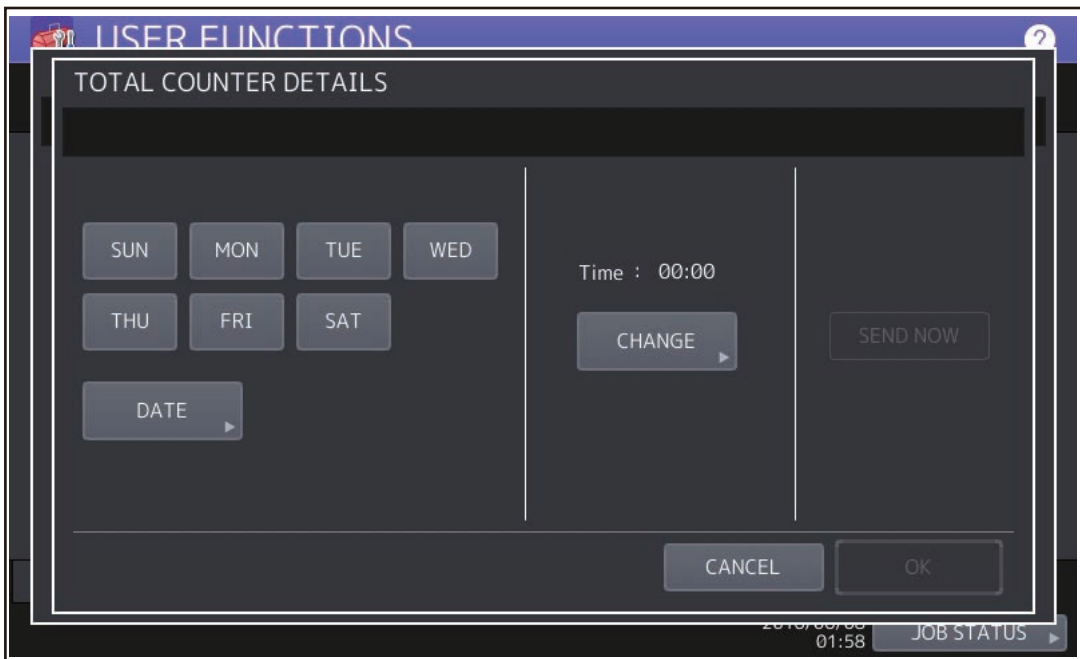 USER FUNCTIONS
?
TOTAL COUNTER DETAILS
SUN MON TUE WED
THU FRI SAT
DATE
Time : 00:00
CHANGE
SEND NOW
CANCEL OK
01:58
JOB STATUS